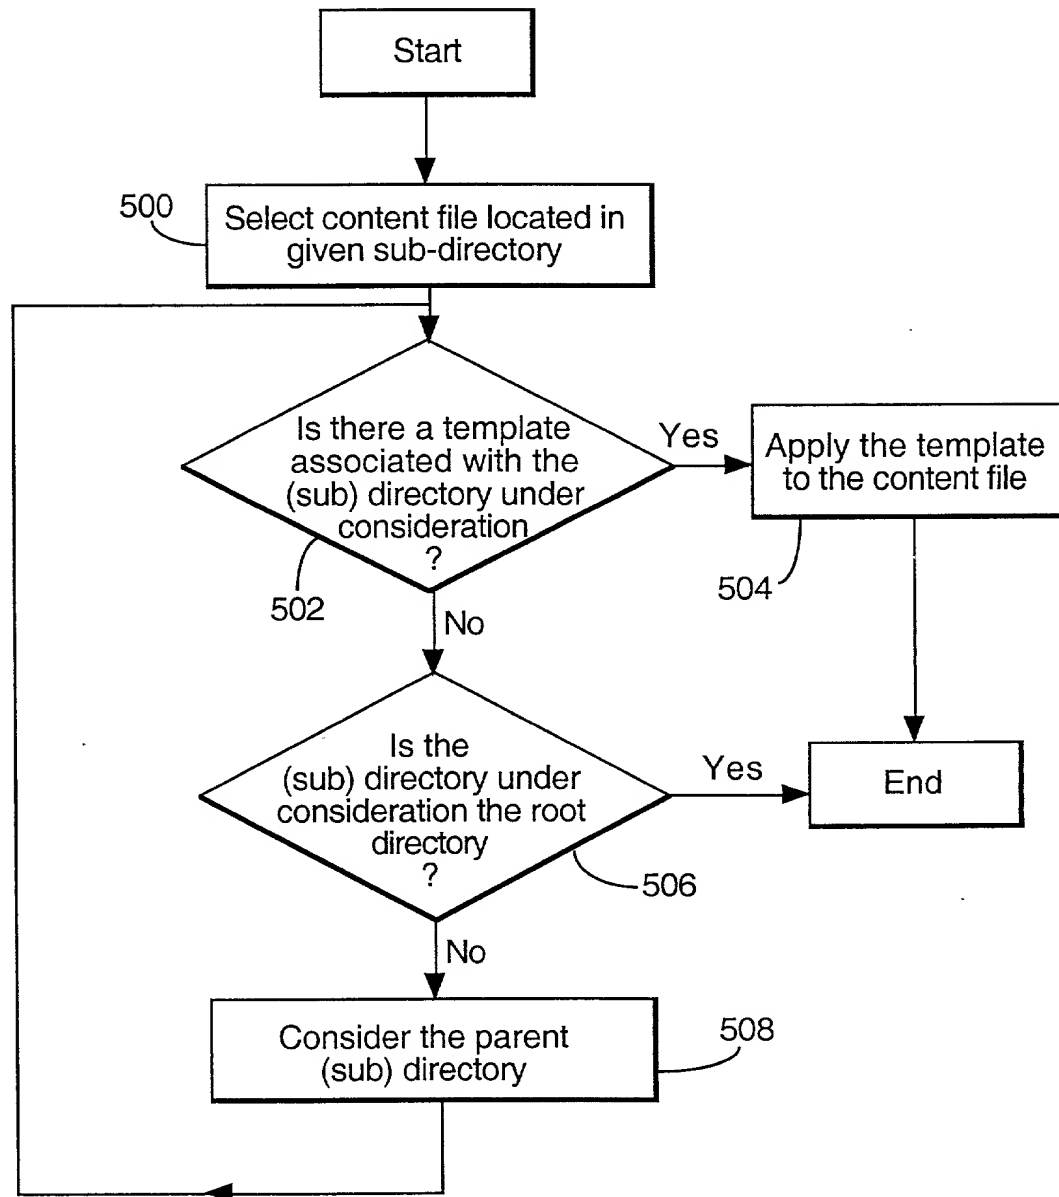 Start
500
Select content file located in
given sub-directory
Is there a template
associated with the
(sub) directory under
consideration
?
502
Yes
Apply the template
to the content file
504
No
Is the
(sub) directory under
consideration the root
directory
?
506
Yes
End
No
Consider the parent
(sub) directory
508